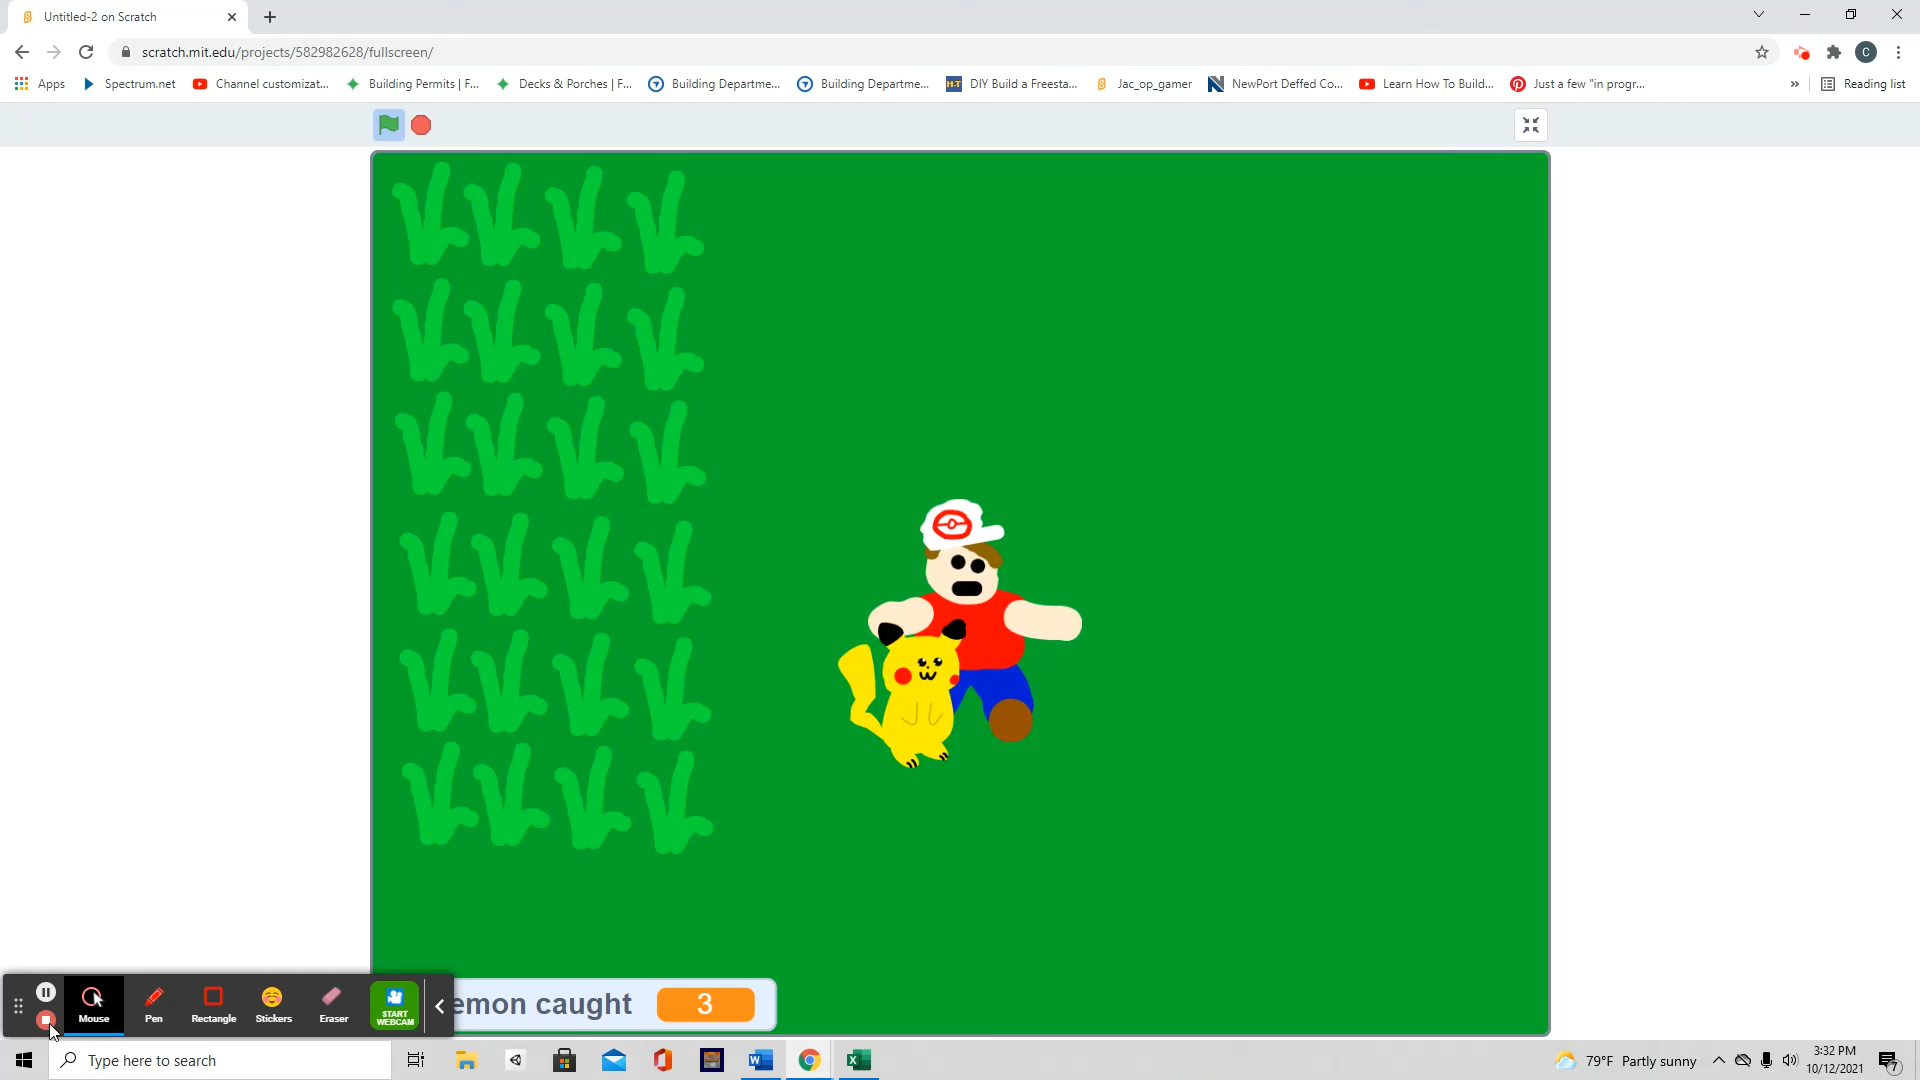 Untitled-2 on Scratch
scratch.mit.edu/projects/582982628/fullscreen/
C
Apps Spectrum.net Channel customizat... Building Permits | F... Decks & Porches | F... Building Departme... Building Departme... DIY Build a Freesta... Jac_op_gamer NewPort Deffed Co... Learn How To Build... Just a few "in progr... » Reading list
emon caught 3
Mouse Pen Rectangle Stickers Eraser START WEBCAM
Type here to search
79°F Partly sunny
3:32 PM
10/12/2021
7